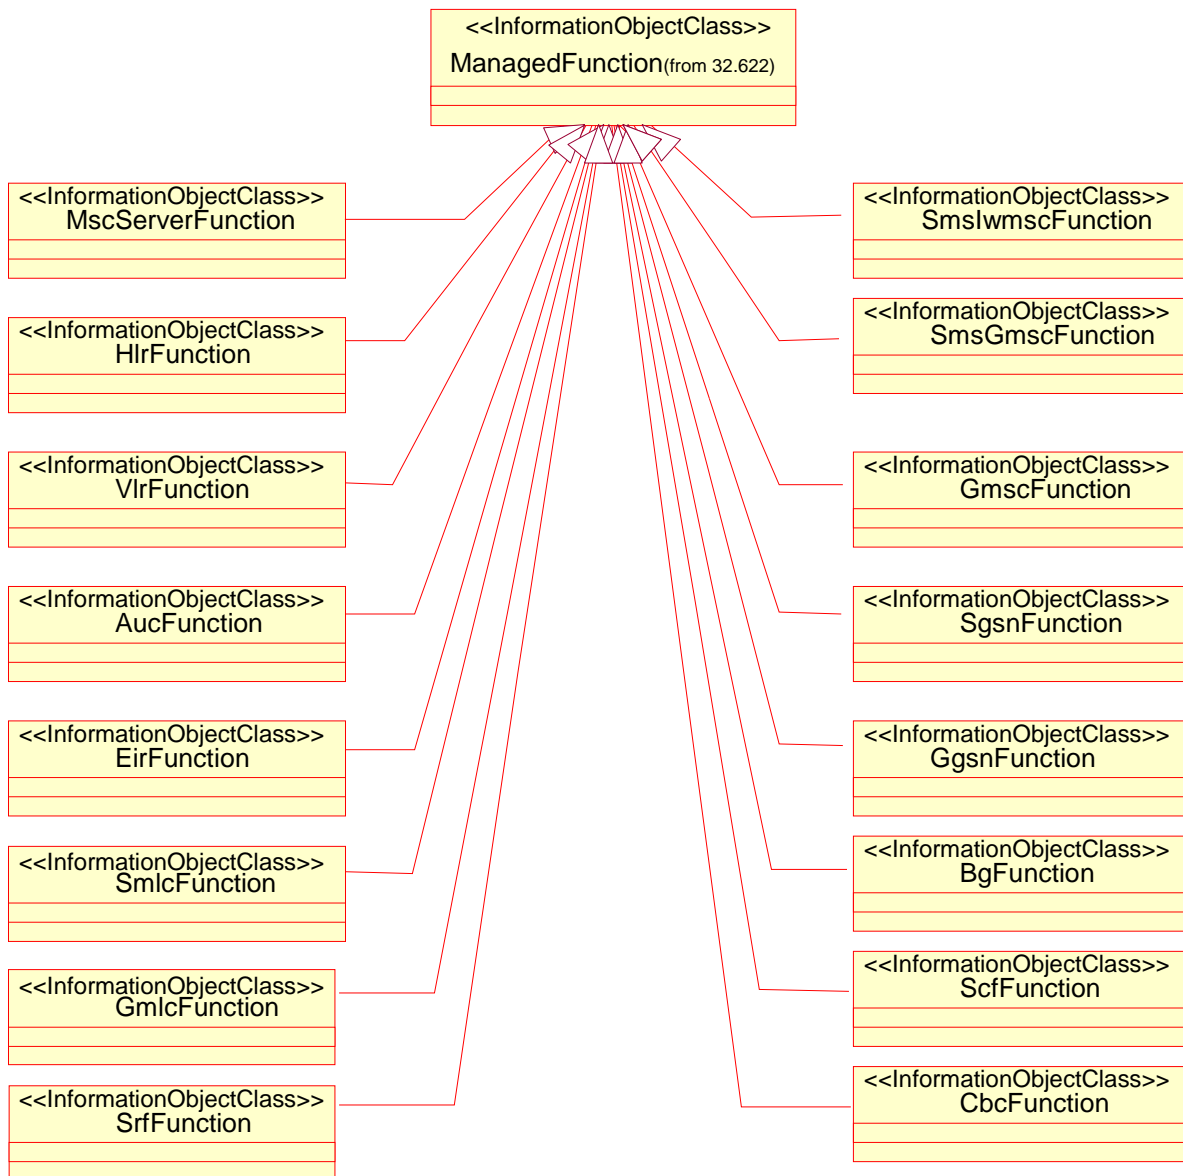 <<InformationObjectClass>>
ManagedFunction(from 32.622)
<<InformationObjectClass>>
MscServerFunction
<<InformationObjectClass>>
HlrFunction
<<InformationObjectClass>>
VlrFunction
<<InformationObjectClass>>
AucFunction
<<InformationObjectClass>>
EirFunction
<<InformationObjectClass>>
SmlcFunction
<<InformationObjectClass>>
GmlcFunction
<<InformationObjectClass>>
SrfFunction
<<InformationObjectClass>>
SmsIwmscFunction
<<InformationObjectClass>>
SmsGmscFunction
<<InformationObjectClass>>
GmscFunction
<<InformationObjectClass>>
SgsnFunction
<<InformationObjectClass>>
GgsnFunction
<<InformationObjectClass>>
BgFunction
<<InformationObjectClass>>
ScfFunction
<<InformationObjectClass>>
CbcFunction